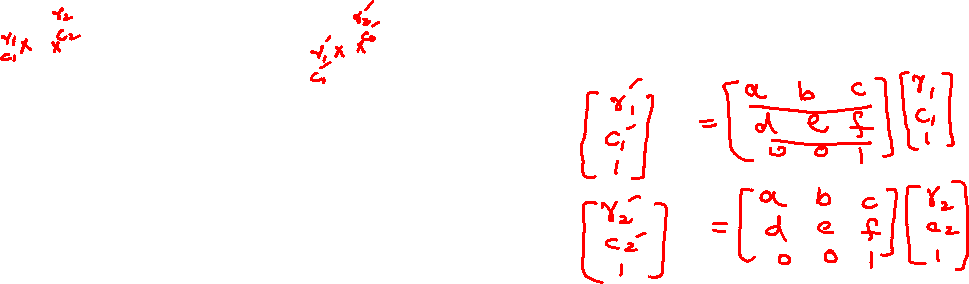 r₂ r₂′
r₁ x x c₂ r₁′ x x c₂′
c₁ c₁′
[r₁′ c₁′ 1] = [a b c; d e f; 0 0 1] [r₁ c₁ 1]
[r₂′ c₂′ 1] = [a b c; d e f; 0 0 1] [r₂ c₂ 1]